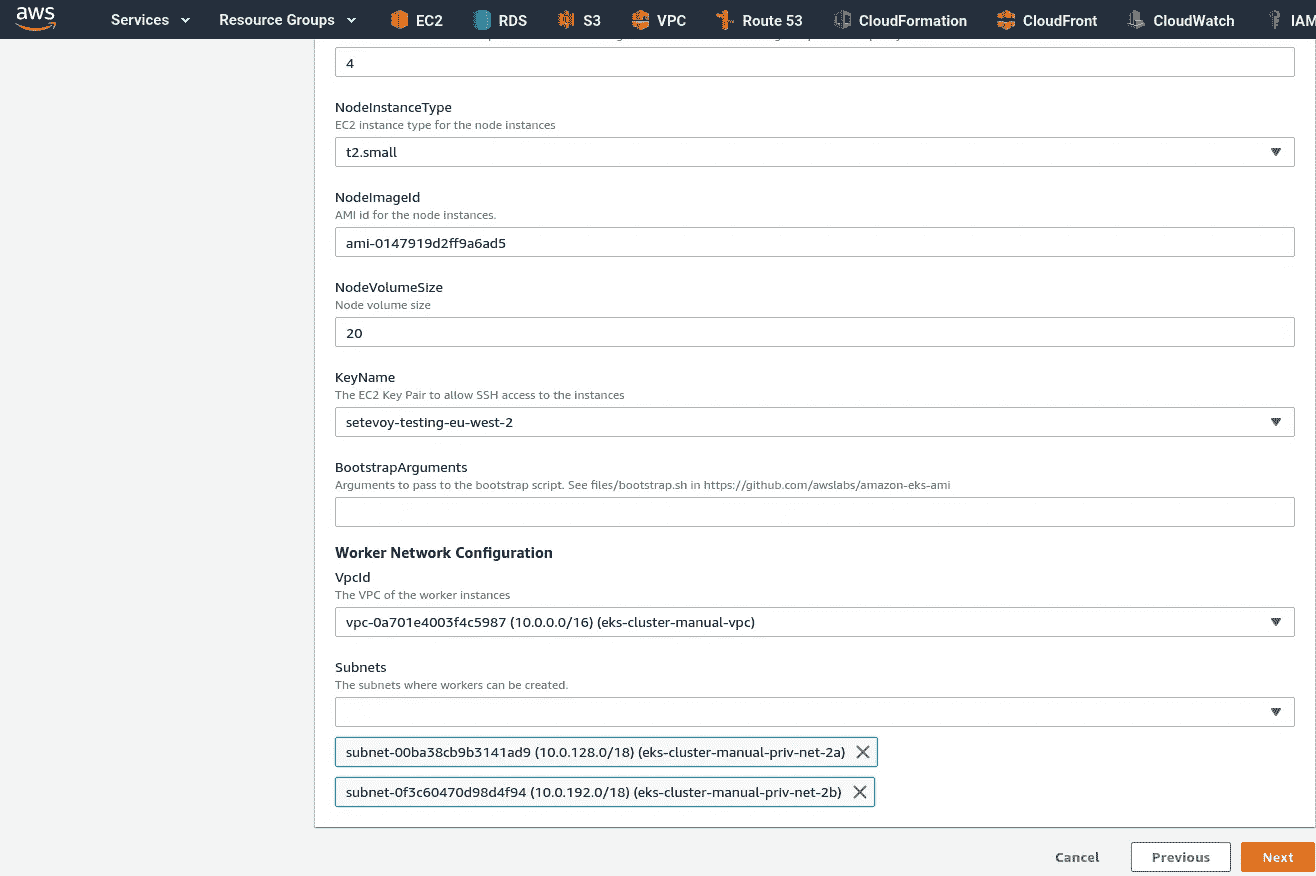 aws Services Resource Groups EC2 RDS S3 VPC Route 53 CloudFormation CloudFront CloudWatch IAM
4
NodeInstanceType
EC2 instance type for the node instances
t2.small
NodeImageId
AMI id for the node instances.
ami-0147919d2ff9a6ad5
NodeVolumeSize
Node volume size
20
KeyName
The EC2 Key Pair to allow SSH access to the instances
setevoy-testing-eu-west-2
BootstrapArguments
Arguments to pass to the bootstrap script. See files/bootstrap.sh in https://github.com/awslabs/amazon-eks-ami
Worker Network Configuration
VpcId
The VPC of the worker instances
vpc-0a701e4003f4c5987 (10.0.0.0/16) (eks-cluster-manual-vpc)
Subnets
The subnets where workers can be created.
subnet-00ba38cb9b3141ad9 (10.0.128.0/18) (eks-cluster-manual-priv-net-2a)
subnet-0f3c60470d98d4f94 (10.0.192.0/18) (eks-cluster-manual-priv-net-2b)
Cancel Previous Next